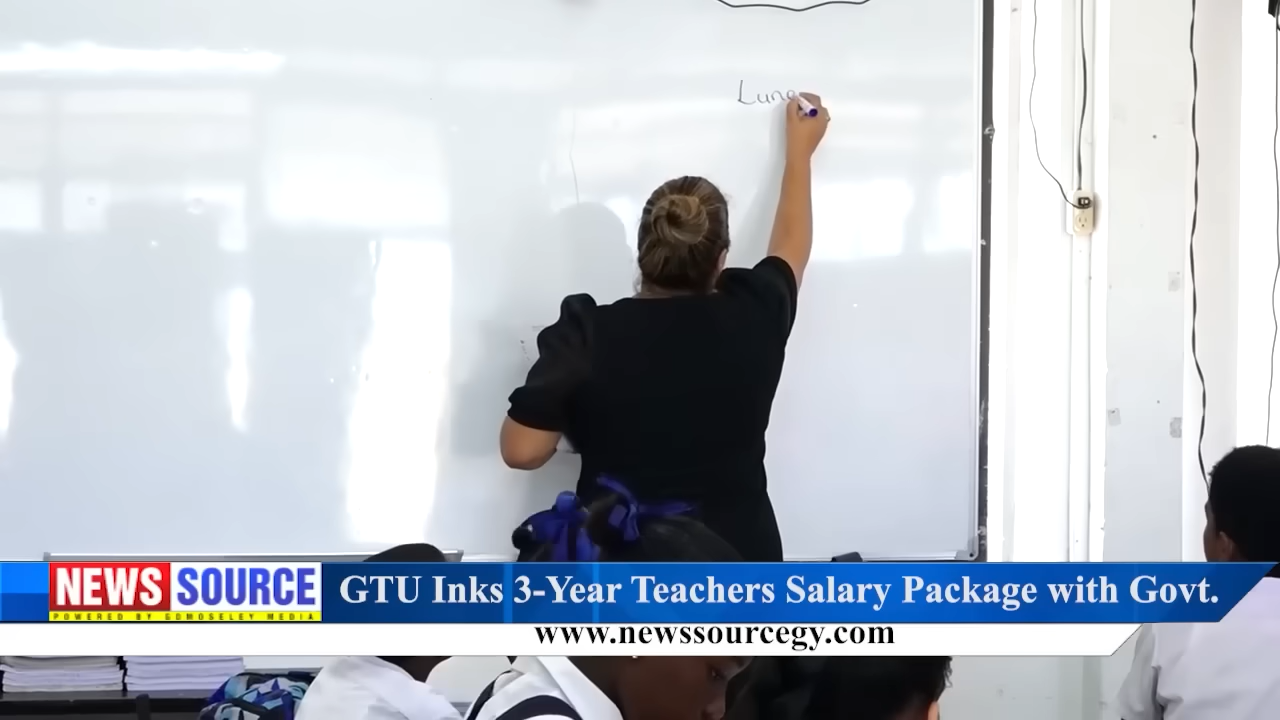 Lune
NEWS SOURCE
POWERED BY GDMOSELEY MEDIA
GTU Inks 3-Year Teachers Salary Package with Govt.
www.newssourcegy.com